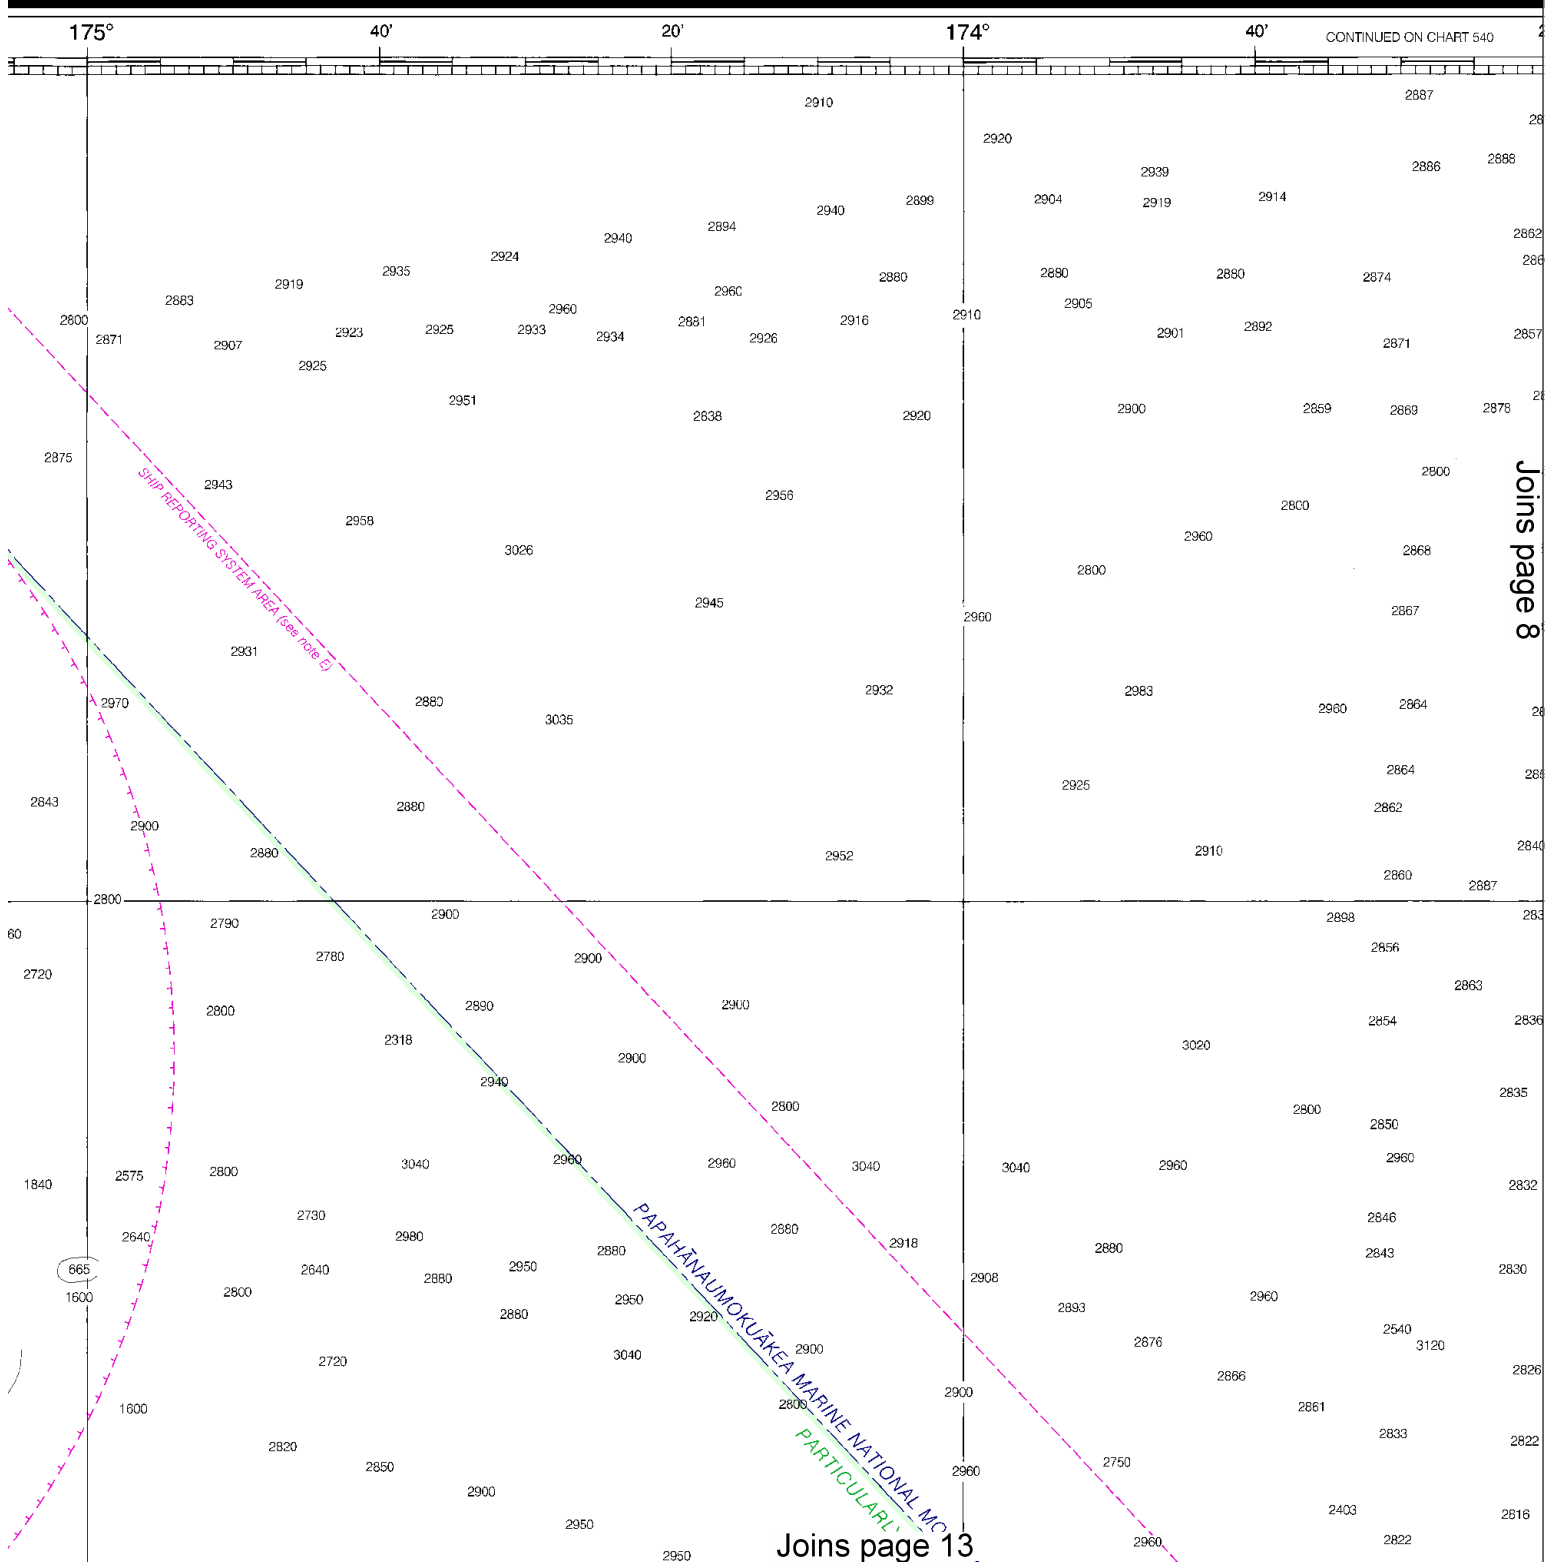 175° 40' 20' 174° 40'
CONTINUED ON CHART 540
2910 2887
2920
2939 2886 2888
2940 2899 2904 2919 2914
2924 2940 2894 2862
2883 2919 2935 2960 2880 2880 2880 2874
2800 2960 2905
2871 2907 2923 2925 2933 2934 2881 2926 2916 2910 2901 2892 2871 2857
2925
2951 2838 2920 2900 2859 2869 2878
2875 2943 2956 2800
2958 2800
3026 2960 2868
2800
2945 2960 2867
SHIP REPORTING SYSTEM AREA (see note E)
Joins page 8
2931
2970 2880 3035 2932 2983 2960 2864
2925 2864
2843 2880 2862
2900
2880 2952 2910 2840
2860 2887
2800
2790 2900 2898
60 2780 2900 2856
2720 2863
2800 2890 2900 2854 2836
2318 2900 3020
2940 2800 2800 2835
2850
3040 2960 2960 3040 3040 2960 2960
1840 2575 2800 2832
2730 2846
2640 2980 2880 2880 2918 2880 2843
665 2640 2880 2950 2908 2830
1600 2800 2880 2950 2920 2893 2960
2540
2720 3040 2900 2876 3120
2866 2826
1600 2800 2900 2861
2820 2833 2822
2850 2960 2750
2900 2403 2816
2950 2960 2822
2950
PAPAHĀNAUMOKUĀKEA MARINE NATIONAL MO
PARTICULARLY
Joins page 13